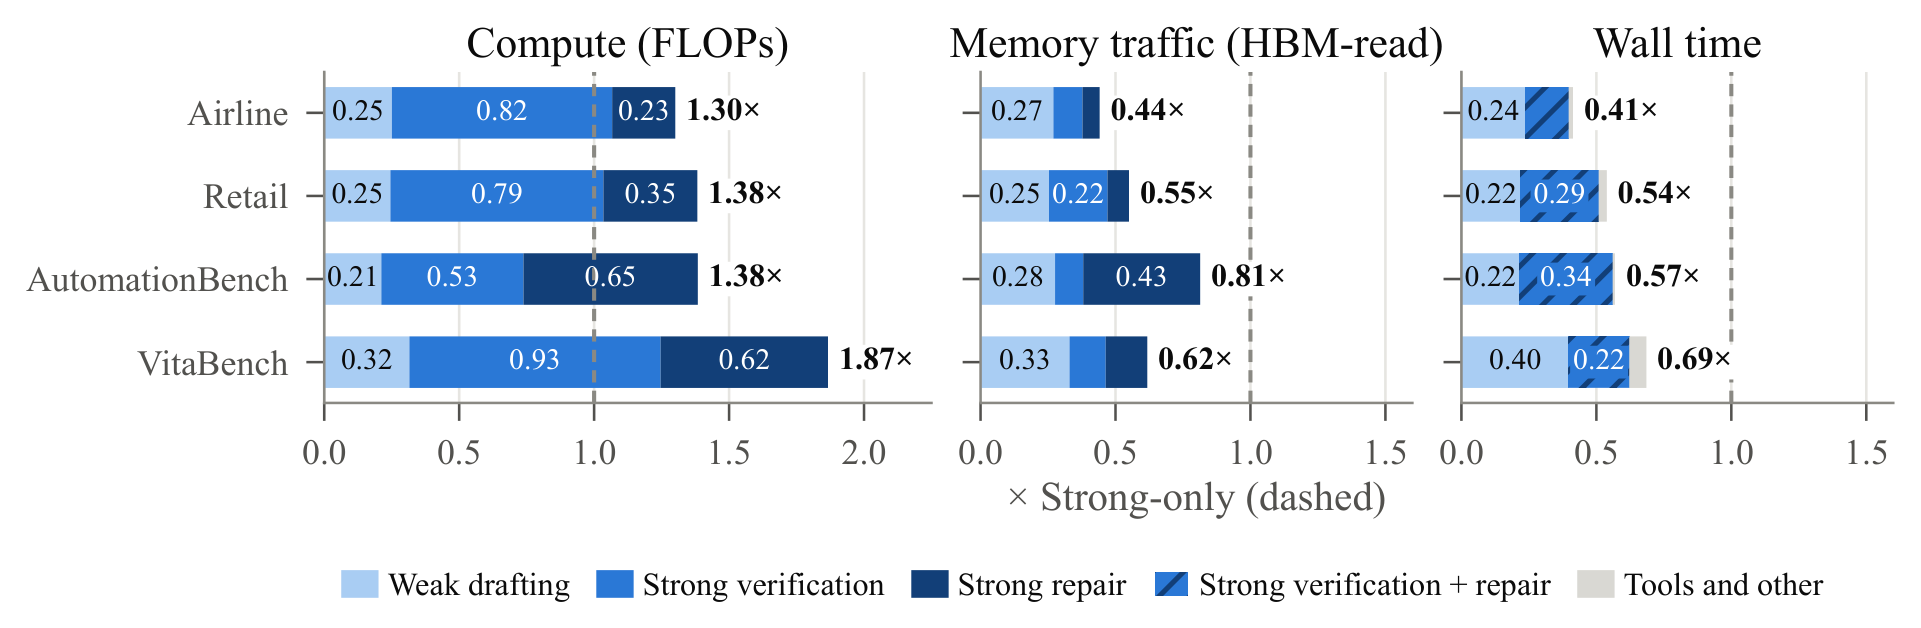 Compute (FLOPs)
Memory traffic (HBM-read)
Wall time
Airline
0.25 0.82 0.23 1.30×
0.27 0.44×
0.24 0.41×
Retail
0.25 0.79 0.35 1.38×
0.25 0.22 0.55×
0.22 0.29 0.54×
AutomationBench
0.21 0.53 0.65 1.38×
0.28 0.43 0.81×
0.22 0.34 0.57×
VitaBench
0.32 0.93 0.62 1.87×
0.33 0.62×
0.40 0.22 0.69×
0.0 0.5 1.0 1.5 2.0
0.0 0.5 1.0 1.5
0.0 0.5 1.0 1.5
× Strong-only (dashed)
Weak drafting
Strong verification
Strong repair
Strong verification + repair
Tools and other